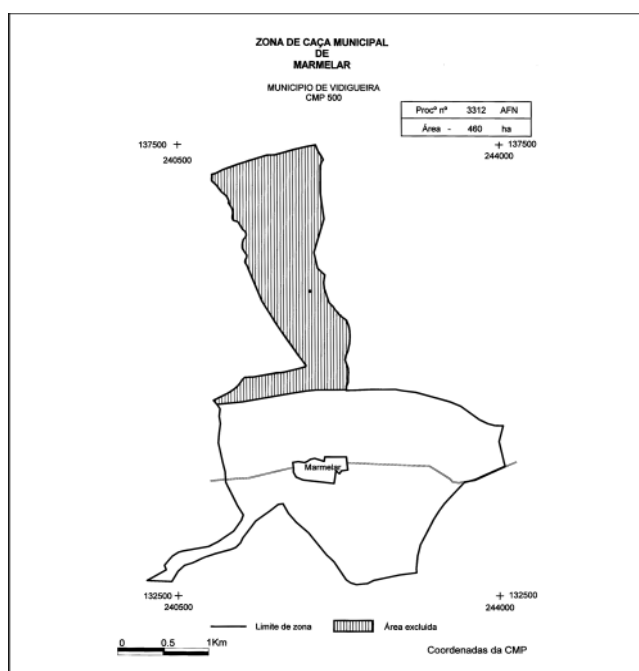 ZONA DE CAÇA MUNICIPAL
DE
MARMELAR
MUNICIPIO DE VIDIGUEIRA
CMP 500
Procº nº 3312 AFN
Área - 460 ha
137500
240500
137500
244000
Marmelar
132500
240500
132500
244000
Limite de zona
Área excluída
0 0.5 1Km
Coordenadas da CMP